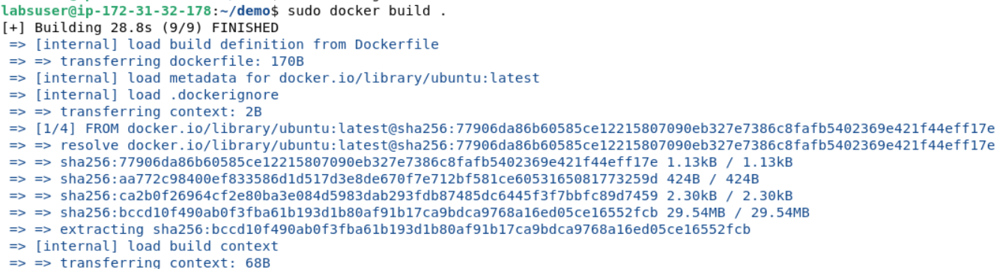 labsuser@ip-172-31-32-178:~/demo$ sudo docker build .
[+] Building 28.8s (9/9) FINISHED
=> [internal] load build definition from Dockerfile
=> => transferring dockerfile: 170B
=> [internal] load metadata for docker.io/library/ubuntu:latest
=> [internal] load .dockerignore
=> => transferring context: 2B
=> [1/4] FROM docker.io/library/ubuntu:latest@sha256:77906da86b60585ce12215807090eb327e7386c8fafb5402369e421f44eff17e
=> => resolve docker.io/library/ubuntu:latest@sha256:77906da86b60585ce12215807090eb327e7386c8fafb5402369e421f44eff17e
=> => sha256:77906da86b60585ce12215807090eb327e7386c8fafb5402369e421f44eff17e 1.13kB / 1.13kB
=> => sha256:aa772c98400ef833586d1d517d3e8de670f7e712bf581ce6053165081773259d 424B / 424B
=> => sha256:ca2b0f26964cf2e80ba3e084d5983dab293fdb87485dc6445f3f7bbfc89d7459 2.30kB / 2.30kB
=> => sha256:bccd10f490ab0f3fba61b193d1b80af91b17ca9bdca9768a16ed05ce16552fcb 29.54MB / 29.54MB
=> => extracting sha256:bccd10f490ab0f3fba61b193d1b80af91b17ca9bdca9768a16ed05ce16552fcb
=> [internal] load build context
=> => transferring context: 68B